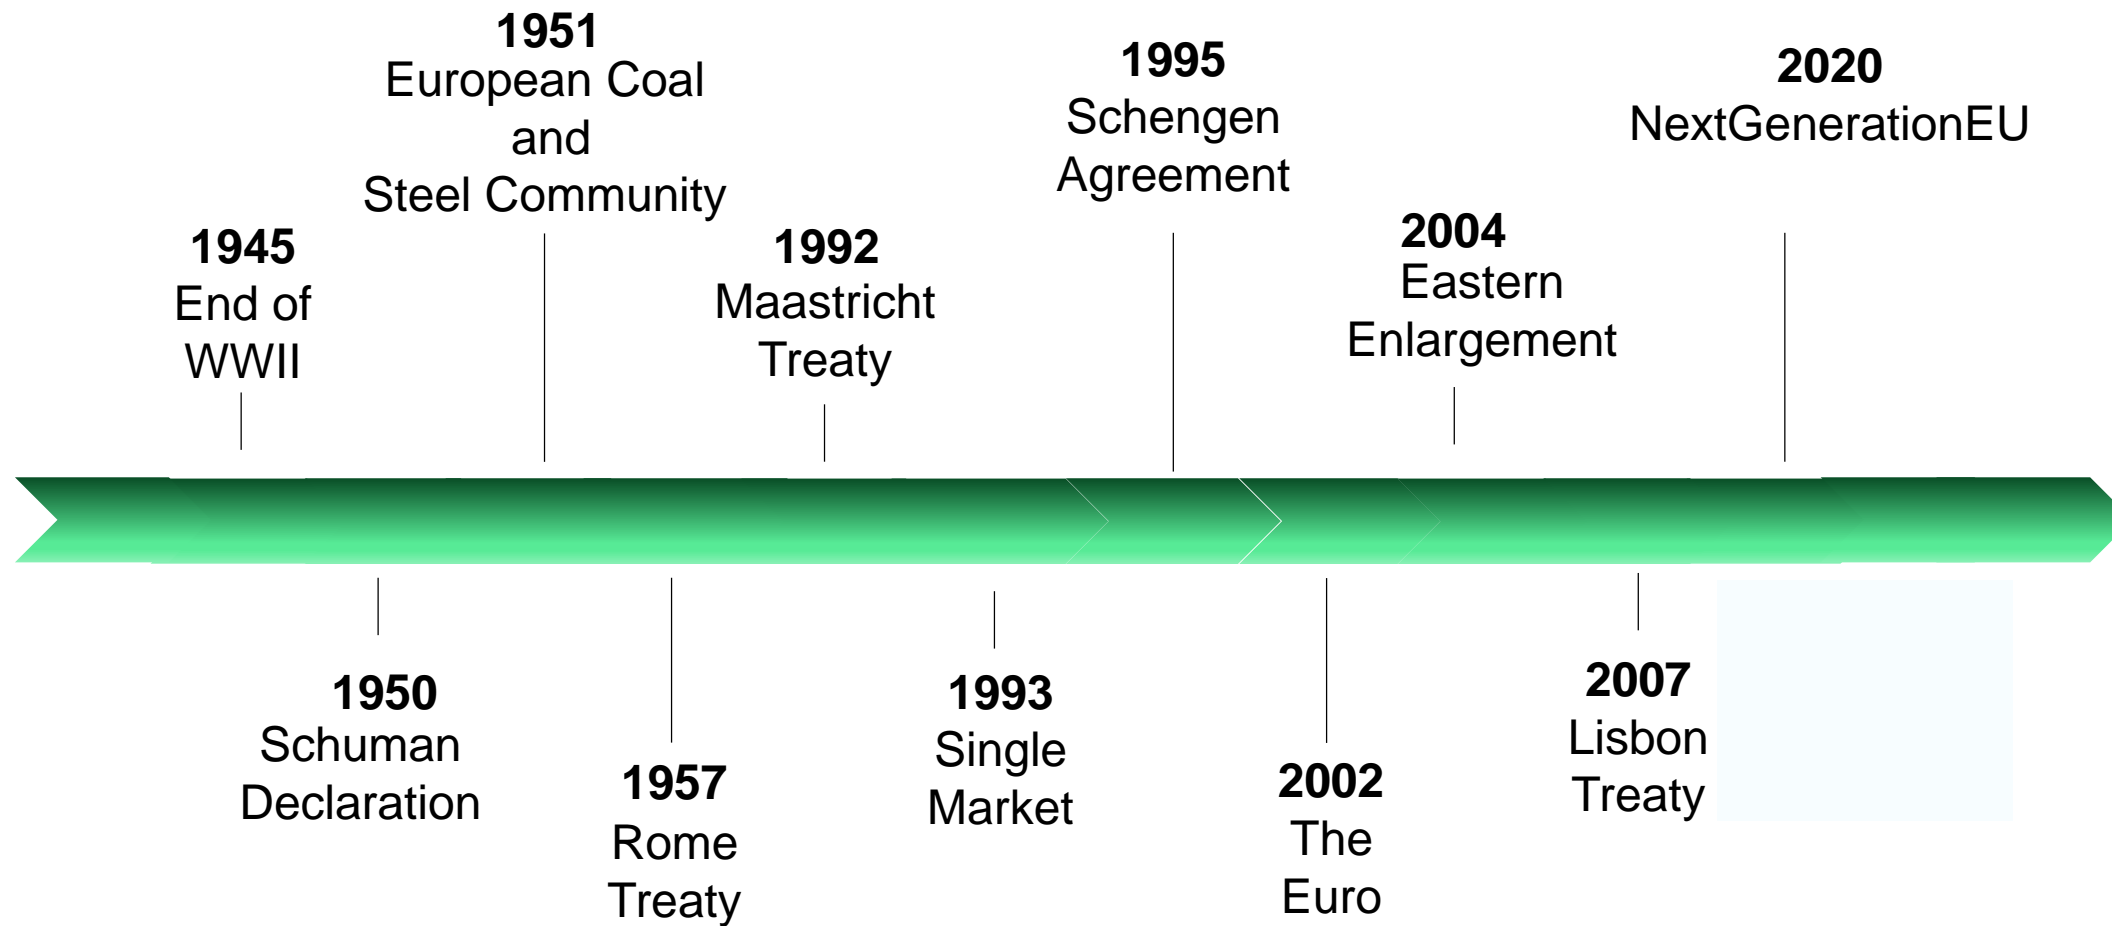 1945
End of
WWII
1950
Schuman
Declaration
1951
European Coal
and
Steel Community
1957
Rome
Treaty
1992
Maastricht
Treaty
1993
Single
Market
1995
Schengen
Agreement
2002
The
Euro
2004
Eastern
Enlargement
2007
Lisbon
Treaty
2020
NextGenerationEU